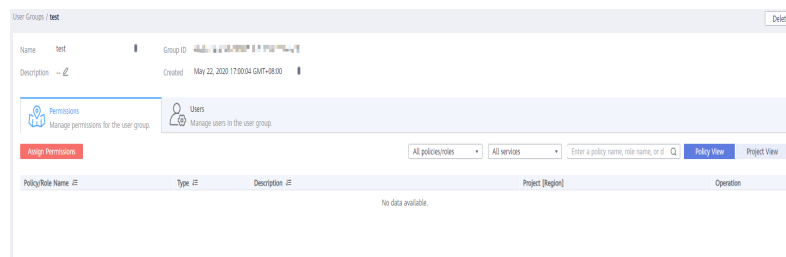 User Groups / test
Delet
Name test Group ID
Description -- Created May 22, 2020 17:00:04 GMT+08:00
Permissions
Manage permissions for the user group.
Users
Manage users in the user group.
Assign Permissions All policies/roles All services Enter a policy name, role name, or d Policy View Project View
Policy/Role Name Type Description Project [Region] Operation
No data available.